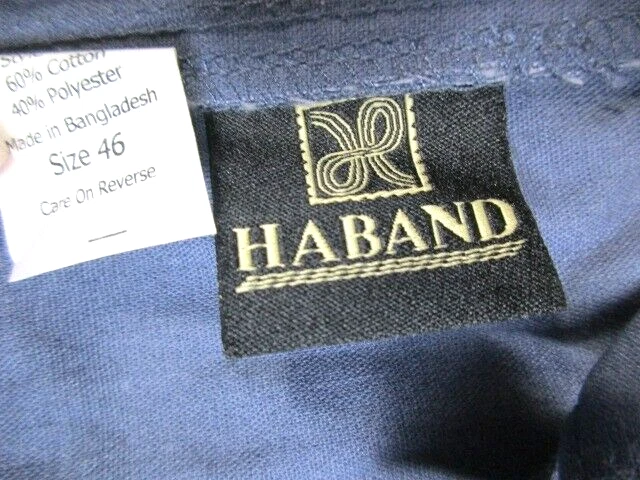 60% Cotton
40% Polyester
Made in Bangladesh
Size 46
Care On Reverse
HABAND